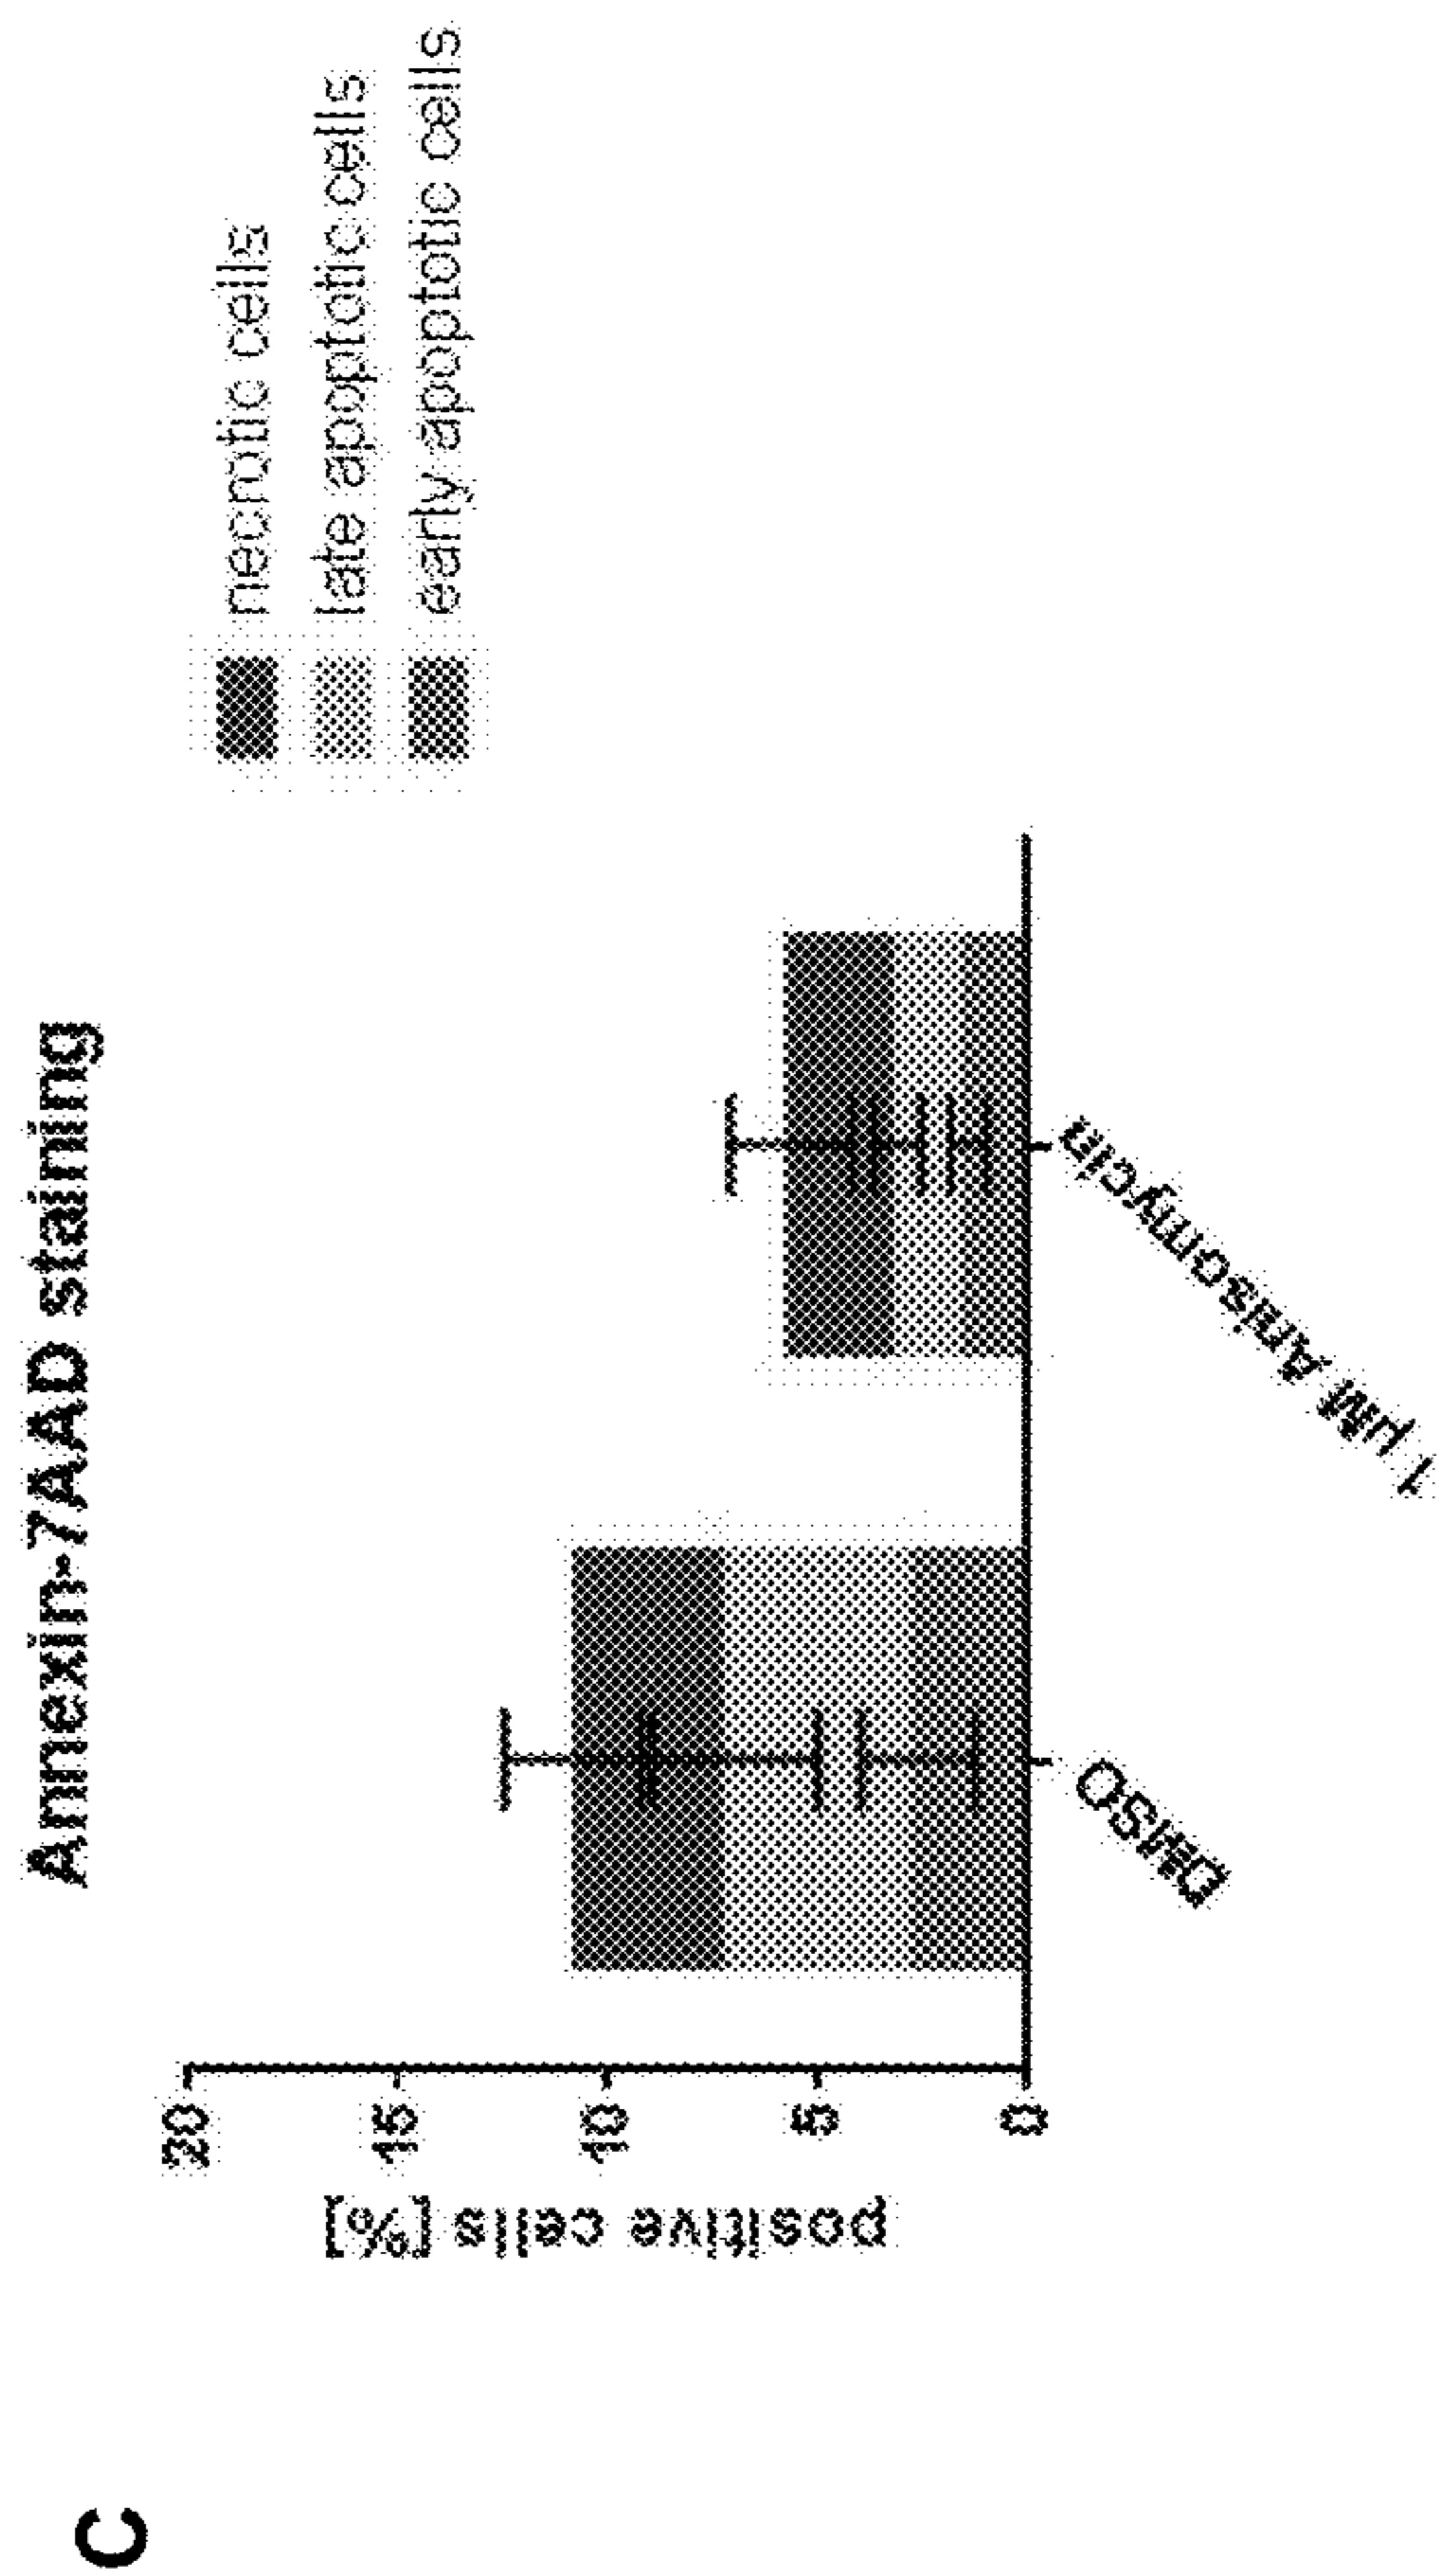 C
Annexin-7AAD staining
positive cells [%]
20
15
10
5
0
DMSO
1 µM Anisomycin
necrotic cells
late apoptotic cells
early apoptotic cells